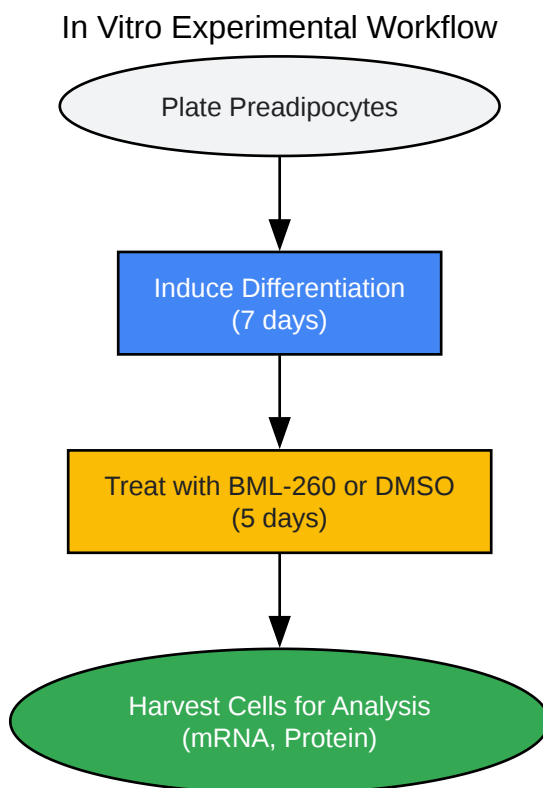 In Vitro Experimental Workflow
Plate Preadipocytes
Induce Differentiation
(7 days)
Treat with BML-260 or DMSO
(5 days)
Harvest Cells for Analysis
(mRNA, Protein)